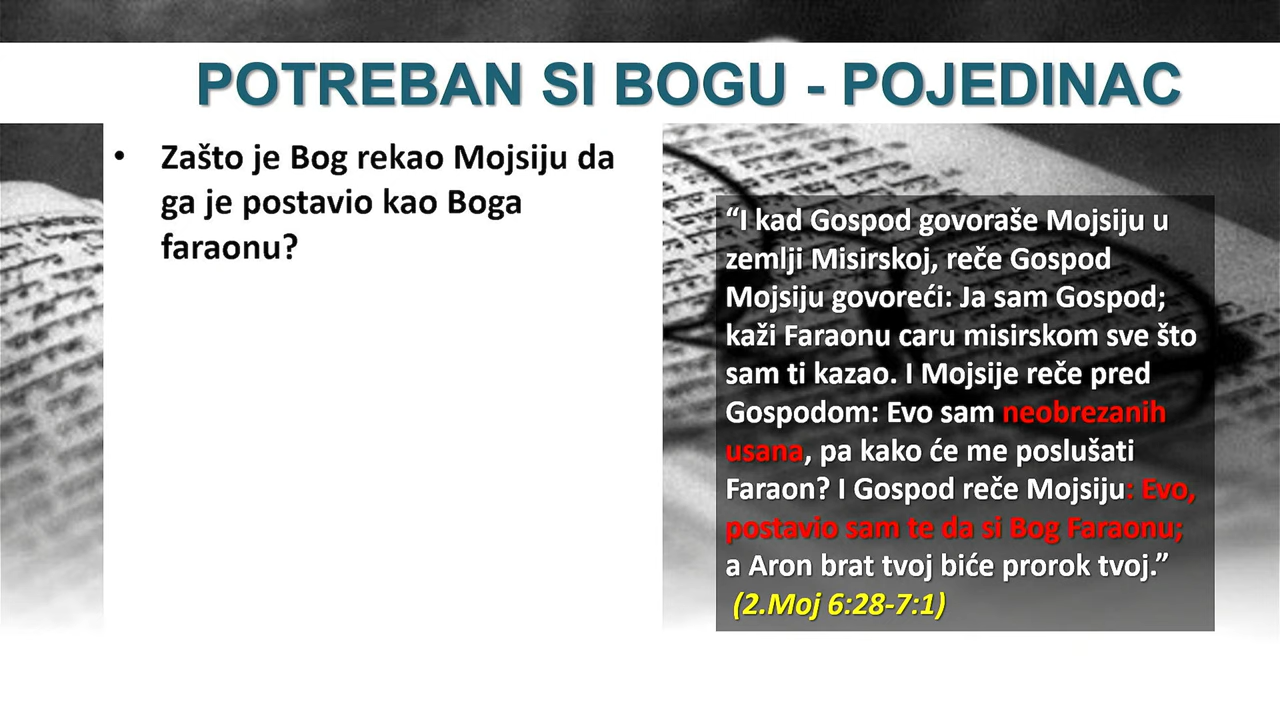 POTREBAN SI BOGU - POJEDINAC
• Zašto je Bog rekao Mojsiju da
ga je postavio kao Boga
faraonu?
“I kad Gospod govoraše Mojsiju u
zemlji Misirskoj, reče Gospod
Mojsiju govoreći: Ja sam Gospod;
kaži Faraonu caru misirskom sve što
sam ti kazao. I Mojsije reče pred
Gospodom: Evo sam neobrezanih
usana, pa kako će me poslušati
Faraon? I Gospod reče Mojsiju: Evo,
postavio sam te da si Bog Faraonu;
a Aron brat tvoj biće prorok tvoj.”
(2.Moj 6:28-7:1)